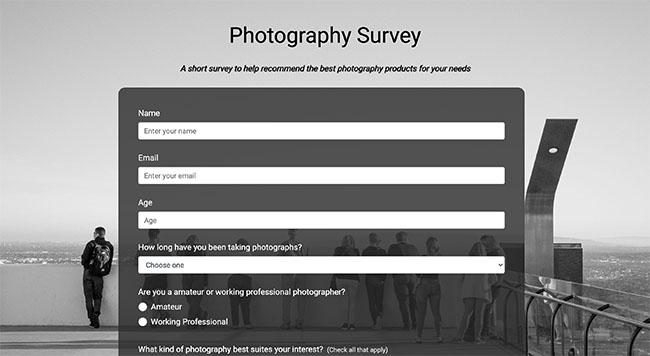 Photography Survey
A short survey to help recommend the best photography products for your needs
Name
Enter your name
Email
Enter your email
Age
Age
How long have you been taking photographs?
Choose one
Are you a amateur or working professional photographer?
Amateur
Working Professional
What kind of photography best suites your interest? (Check all that apply)